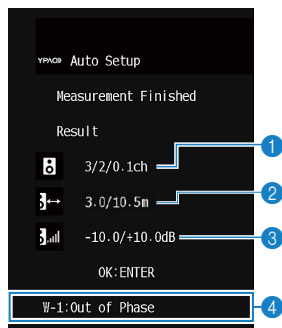 YPAO Auto Setup
Measurement Finished
Result
3/2/0.1ch 1
3.0/10.5m 2
-10.0/+10.0dB 3
OK:ENTER
W-1:Out of Phase 4